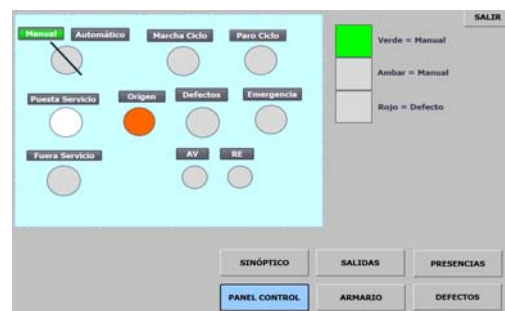 SALIR
Manual Automático Marcha Ciclo Paro Ciclo
Verde = Manual
Ambar = Manual
Puesta Servicio Origen Defectos Emergencia
Rojo = Defecto
Fuera Servicio AV RE
SINÓPTICO SALIDAS PRESENCIAS
PANEL CONTROL ARMARIO DEFECTOS